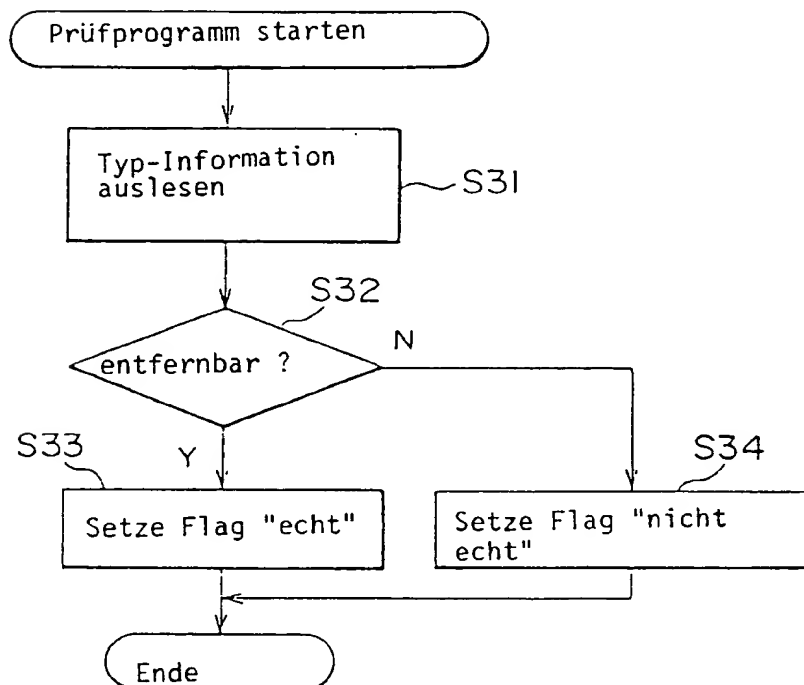 Prüfprogramm starten
Typ-Information
auslesen
S31
S32
entfernbar ?
N
Y
S33
S34
Setze Flag "echt"
Setze Flag "nicht
echt"
Ende